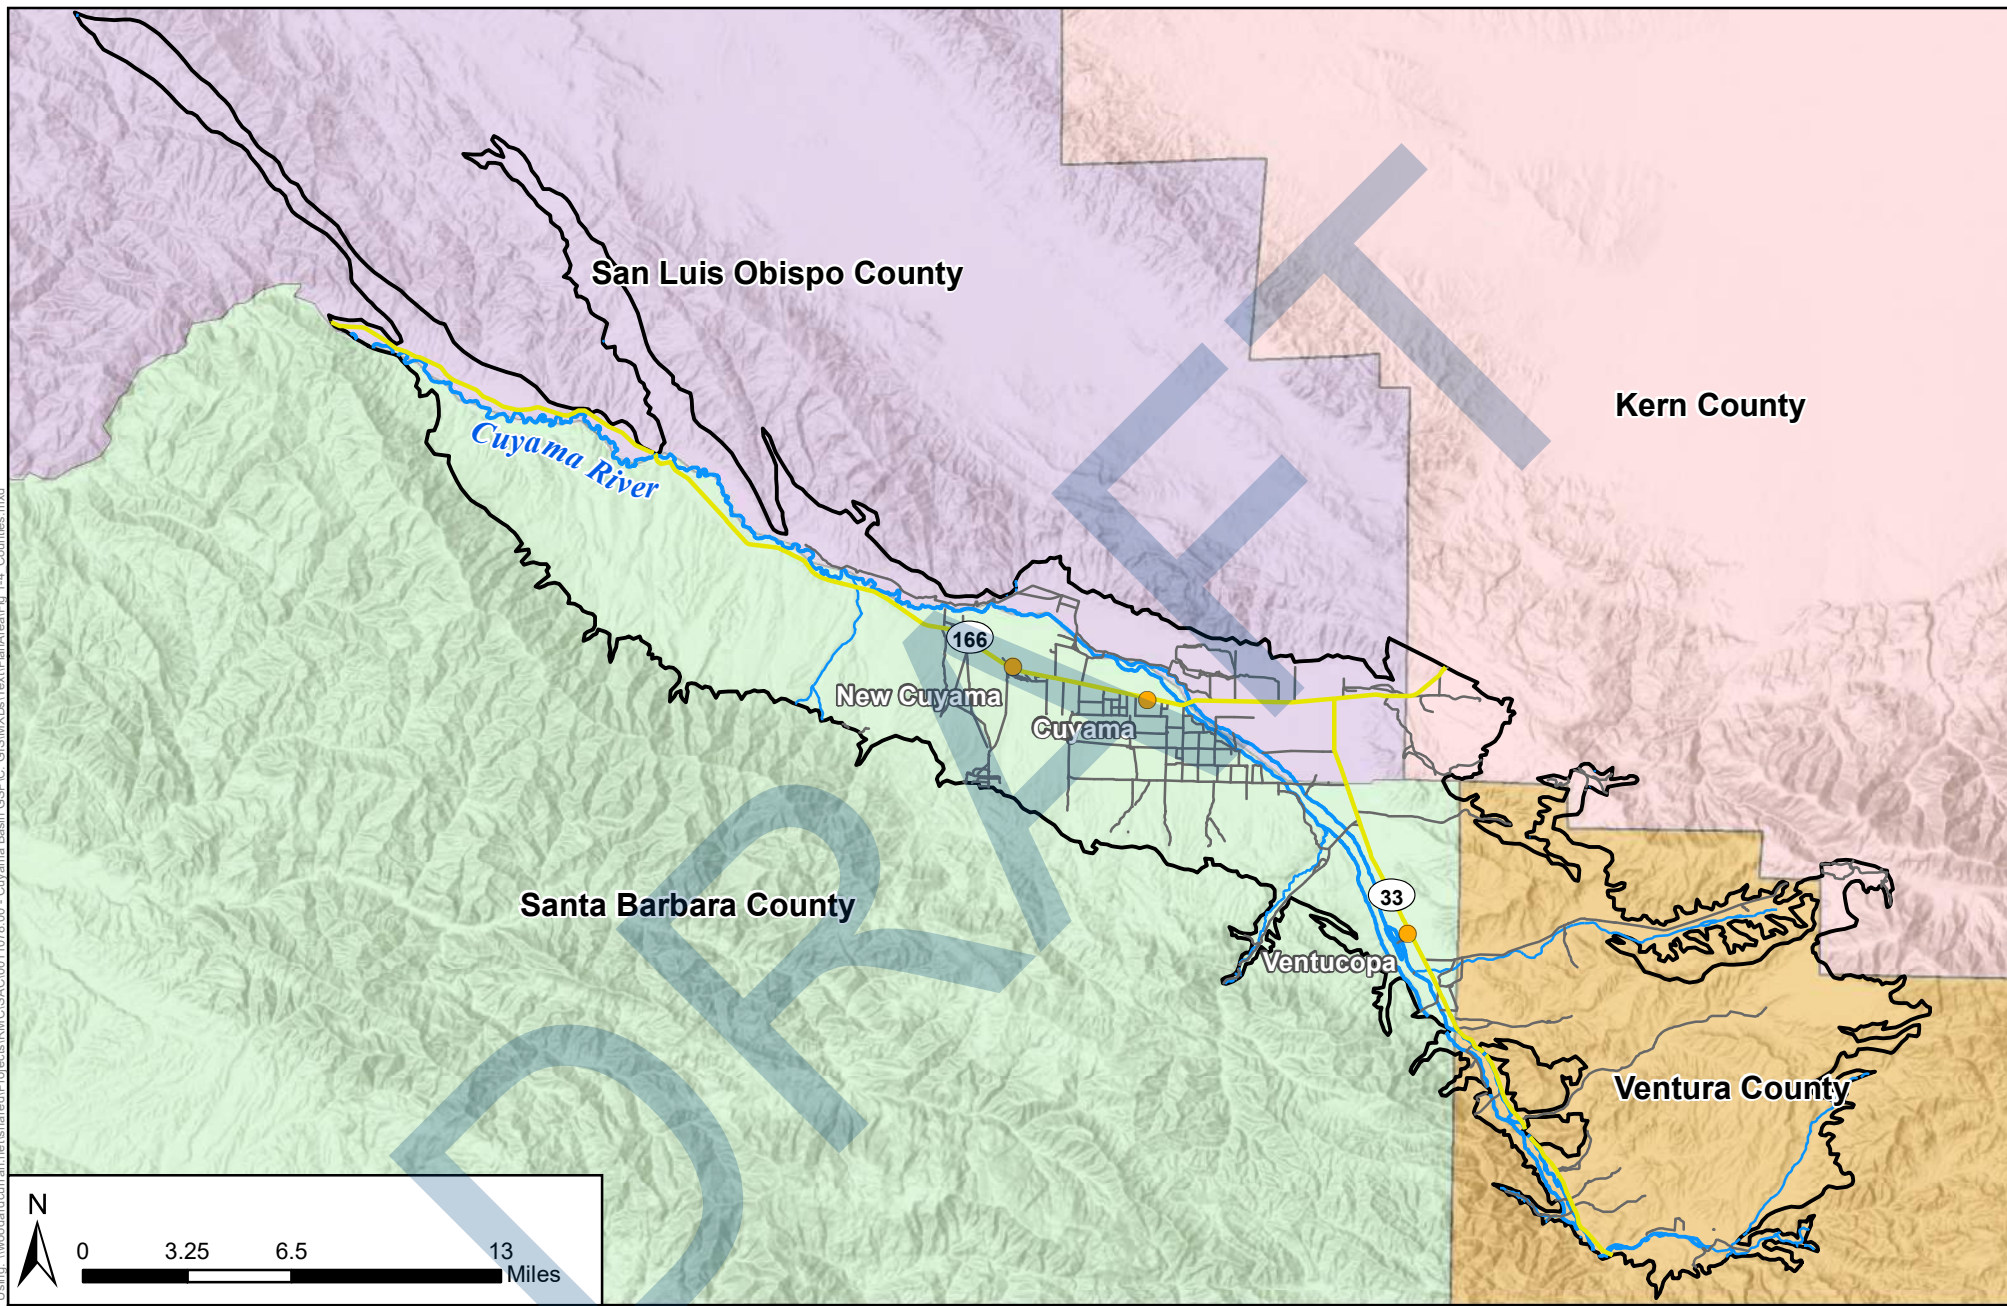 San Luis Obispo County
Kern County
Cuyama River
166
New Cuyama
Cuyama
33
Santa Barbara County
Ventucopa
Ventura County
DRAFT
N
0 3.25 6.5 13
Miles